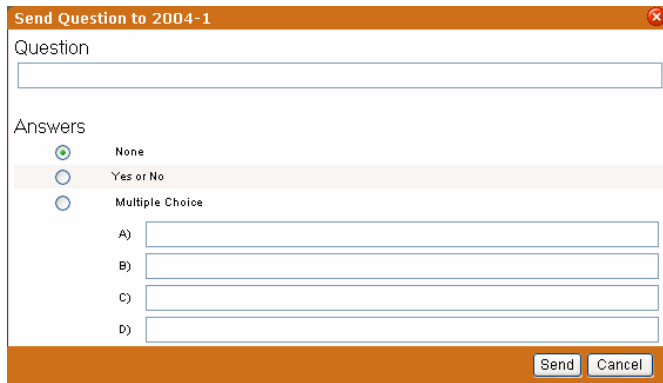 Send Question to 2004-1
Question
Answers
None
Yes or No
Multiple Choice
A)
B)
C)
D)
Send Cancel